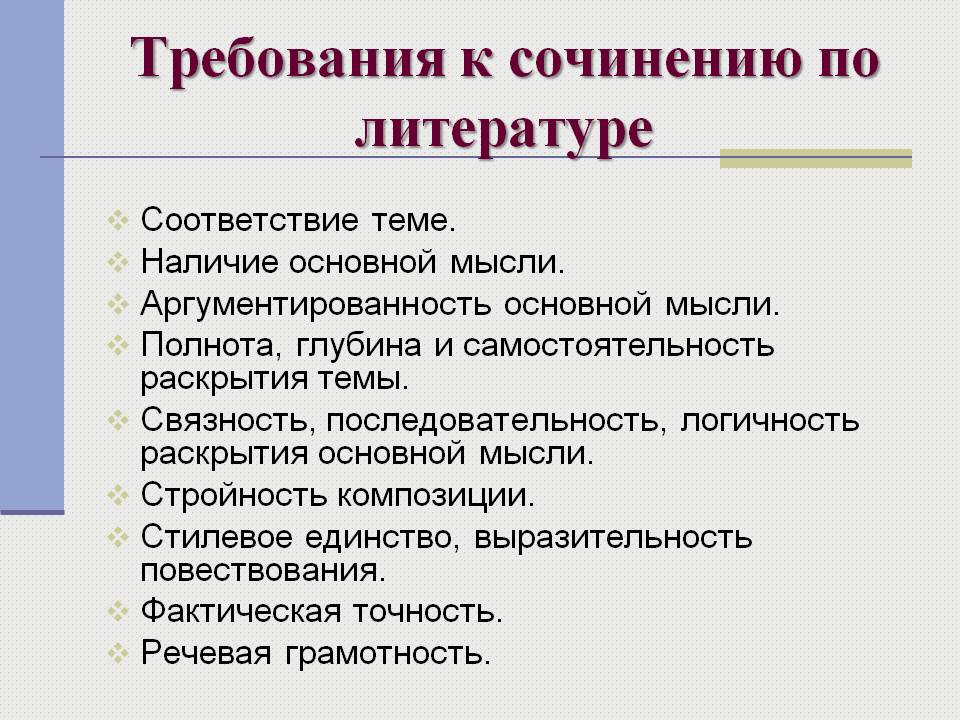 Требования к сочинению по
литературе
Соответствие теме.
Наличие основной мысли.
Аргументированность основной мысли.
Полнота, глубина и самостоятельность
раскрытия темы.
Связность, последовательность, логичность
раскрытия основной мысли.
Стройность композиции.
Стилевое единство, выразительность
повествования.
Фактическая точность.
Речевая грамотность.